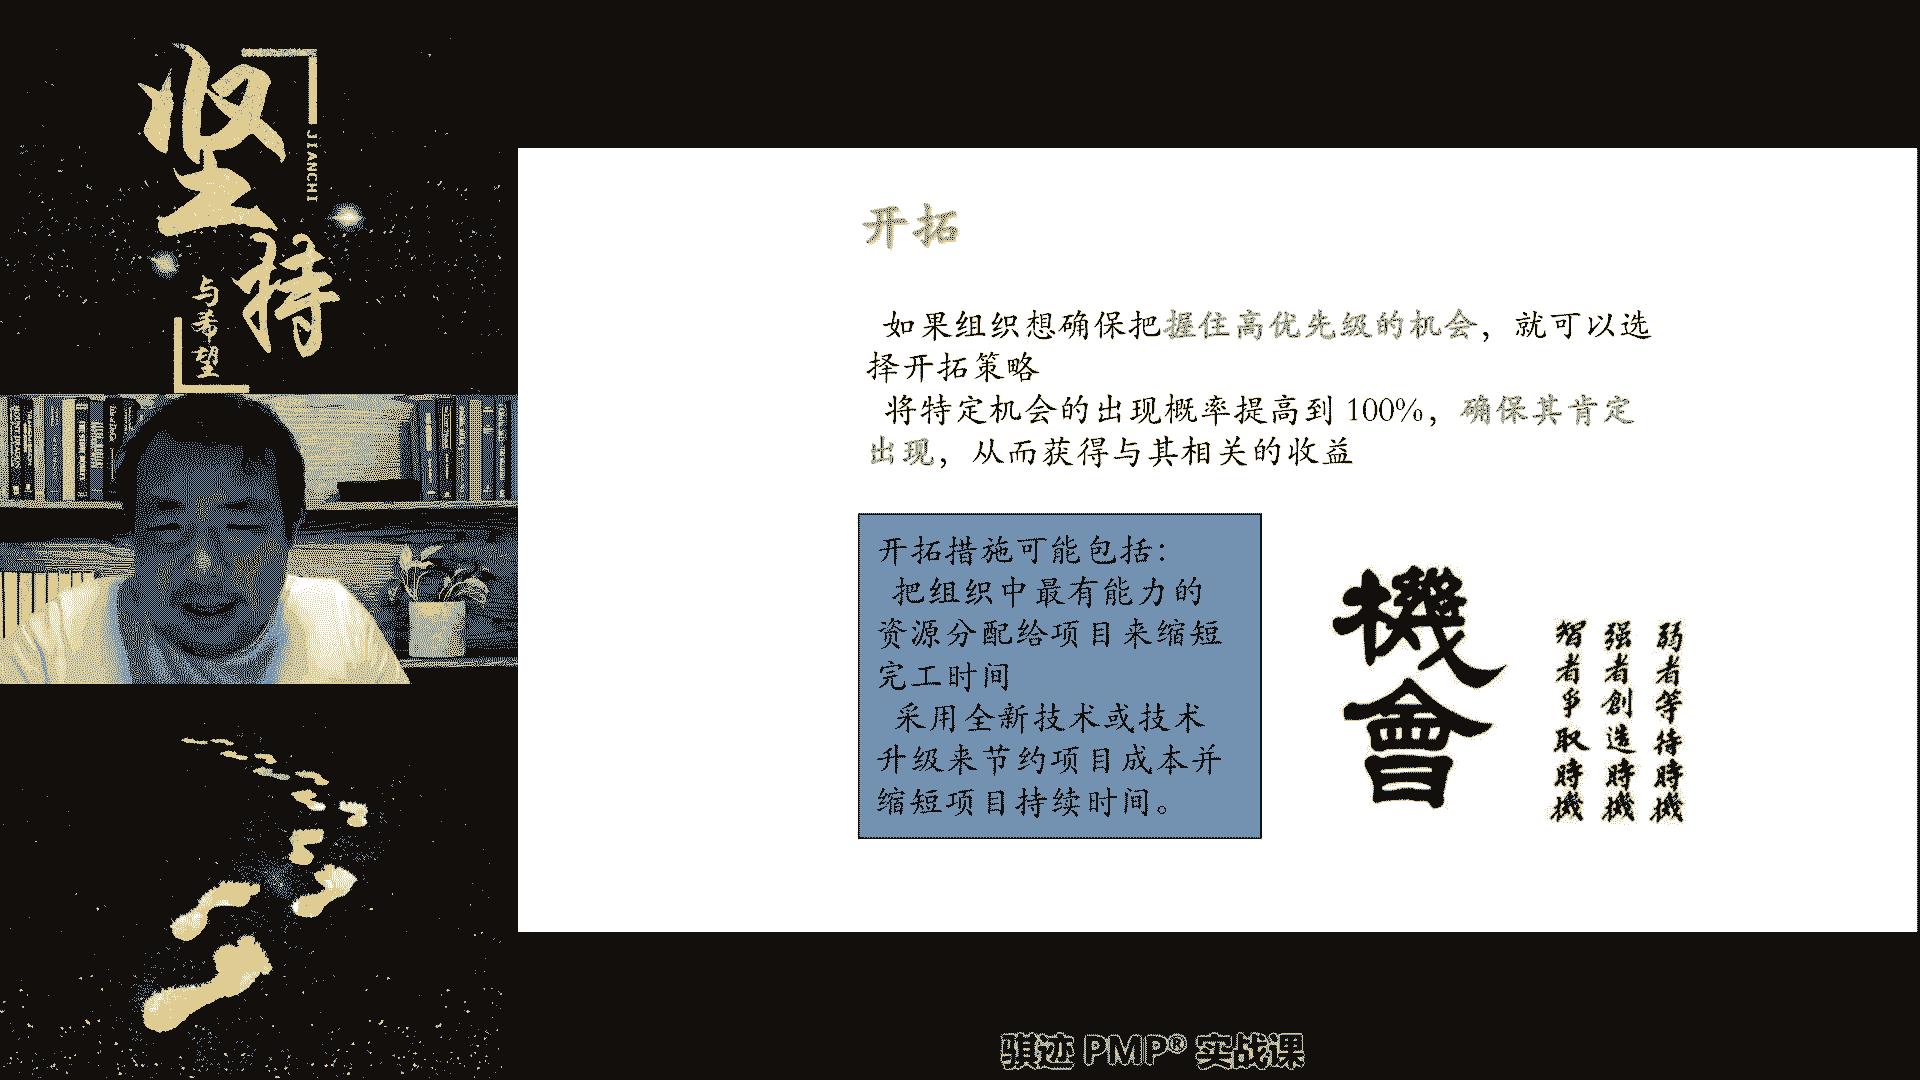 坚持
JIANCHI
与希望
开拓
如果组织想确保把握住高优先级的机会，就可以选
择开拓策略
将特定机会的出现概率提高到 100%，确保其肯定
出现，从而获得与其相关的收益
开拓措施可能包括：
把组织中最有能力的
资源分配给项目来缩短
完工时间
采用全新技术或技术
升级来节约项目成本并
缩短项目持续时间。
機會
弱者等待時機
强者創造時機
智者爭取時機
骐迹 PMP® 实战课